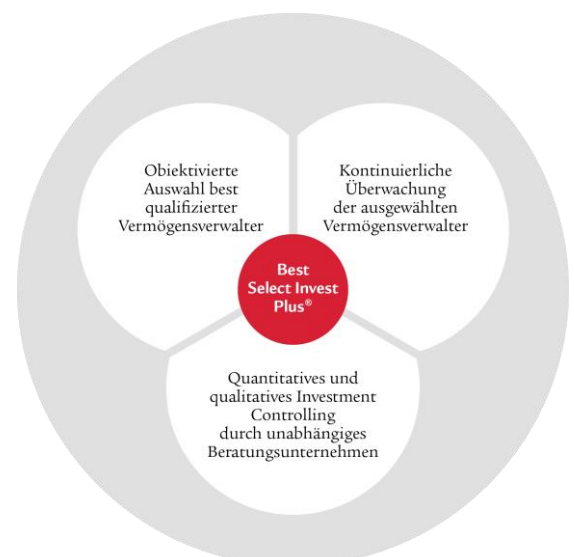 Obiektivierte
Auswahl best
qualifizierter
Vermögensverwalter
Kontinuierliche
Überwachung
der ausgewählten
Vermögensverwalter
Best
Select Invest
Plus®
Quantitatives und
qualitatives Investment
Controlling
durch unabhängiges
Beratungsunternehmen